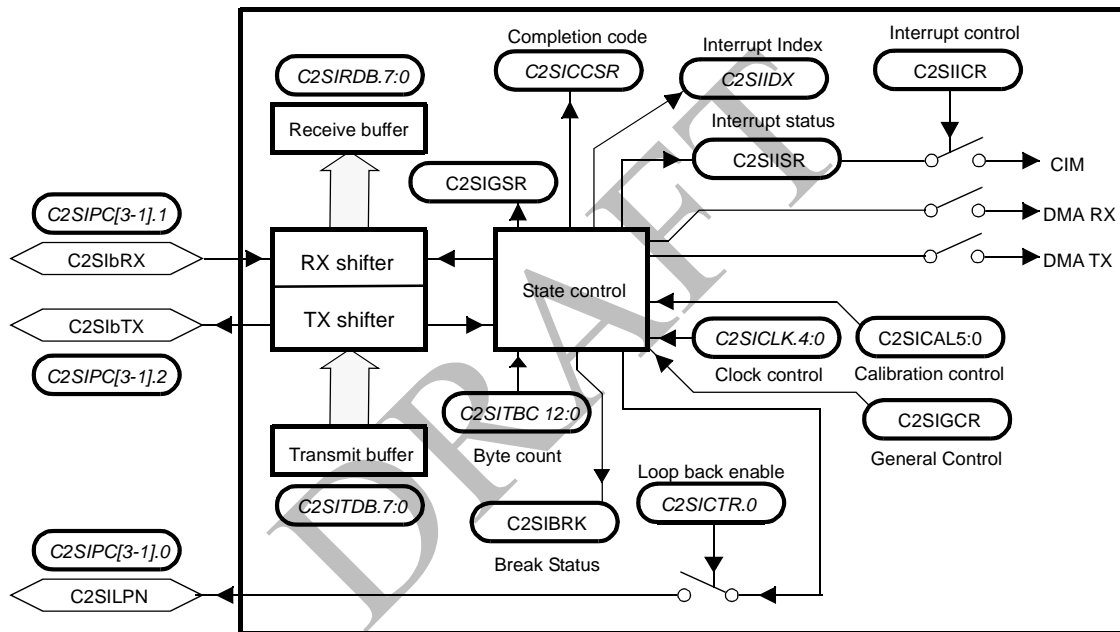 Completion code
Interrupt Index
Interrupt control
C2SIRDB.7:0
C2SICCSR
C2SIIDX
C2SIICR
Receive buffer
Interrupt status
C2SIISR
CIM
C2SIGSR
C2SIPC[3-1].1
DMA RX
C2SIbRX
RX shifter
DMA TX
State control
C2SIbTX
TX shifter
C2SICLK.4:0
C2SICAL5:0
C2SIPC[3-1].2
Clock control
Calibration control
C2SITBC 12:0
C2SIGCR
Transmit buffer
Byte count
General Control
Loop back enable
C2SITDB.7:0
C2SICTR.0
C2SIBRK
C2SIPC[3-1].0
Break Status
C2SILPN
DRAFT